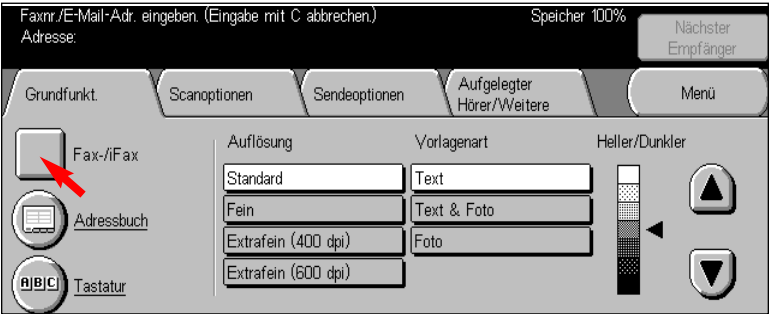 Faxnr./E-Mail-Adr. eingeben. (Eingabe mit C abbrechen.)
Speicher 100%
Adresse:
Nächster
Empfänger
Grundfunkt.
Scanoptionen
Sendeoptionen
Aufgelegter
Hörer/Weitere
Menü
Fax-/iFax
Auflösung
Vorlagenart
Heller/Dunkler
Standard
Text
Fein
Text & Foto
Adressbuch
Extrafein (400 dpi)
Foto
Extrafein (600 dpi)
A|B|C
Tastatur